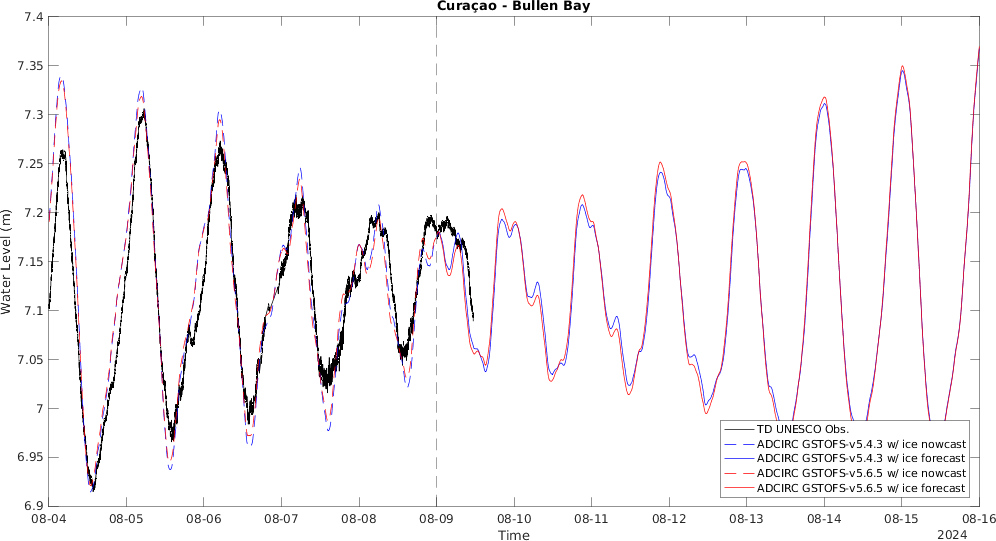 Curaçao - Bullen Bay
7.4
7.35
7.3
7.25
7.2
7.15
7.1
7.05
7
6.95
6.9
Water Level (m)
08-04 08-05 08-06 08-07 08-08 08-09 08-10 08-11 08-12 08-13 08-14 08-15 08-16
Time
2024
TD UNESCO Obs.
ADCIRC GSTOFS-v5.4.3 w/ ice nowcast
ADCIRC GSTOFS-v5.4.3 w/ ice forecast
ADCIRC GSTOFS-v5.6.5 w/ ice nowcast
ADCIRC GSTOFS-v5.6.5 w/ ice forecast